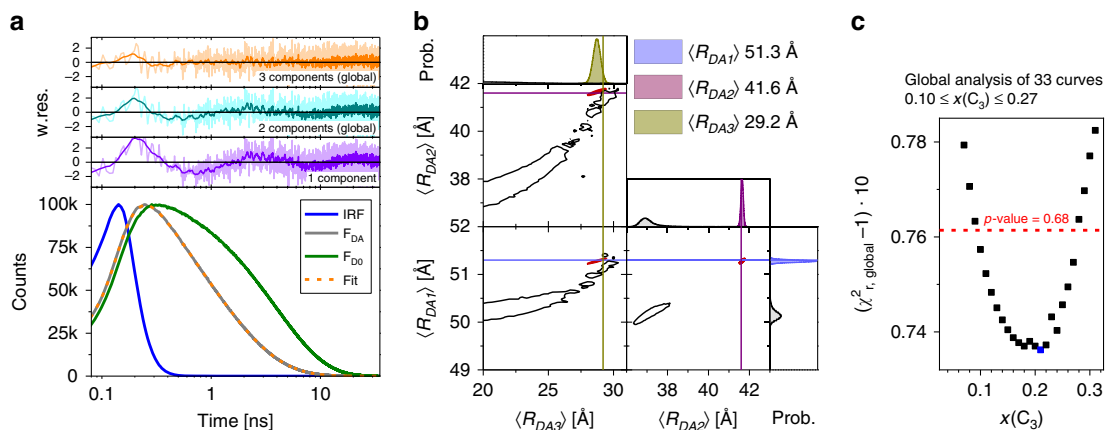 a
w.res.
2
0
-2
3 components (global)
2
0
-2
2 components (global)
2
0
-2
1 component
Counts
100k
75k
50k
25k
0
IRF
F_DA
F_D0
Fit
0.1
1
10
Time [ns]
b
Prob.
42
40
38
52
⟨R_DA2⟩ [Å]
⟨R_DA1⟩ 51.3 Å
⟨R_DA2⟩ 41.6 Å
⟨R_DA3⟩ 29.2 Å
51
50
49
⟨R_DA1⟩ [Å]
20
25
30
38
42
⟨R_DA3⟩ [Å]
⟨R_DA2⟩ [Å]
Prob.
c
Global analysis of 33 curves
0.10 ≤ x(C₃) ≤ 0.27
(χ²r, global −1) · 10
0.78
0.76
0.74
p-value = 0.68
0.1
0.2
0.3
x(C₃)